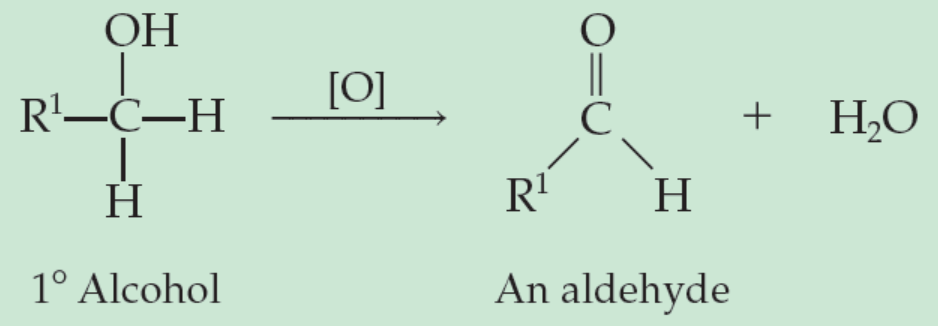 OH
R¹—C—H
H
[O]
O
C
R¹ H
+ H₂O
1° Alcohol
An aldehyde